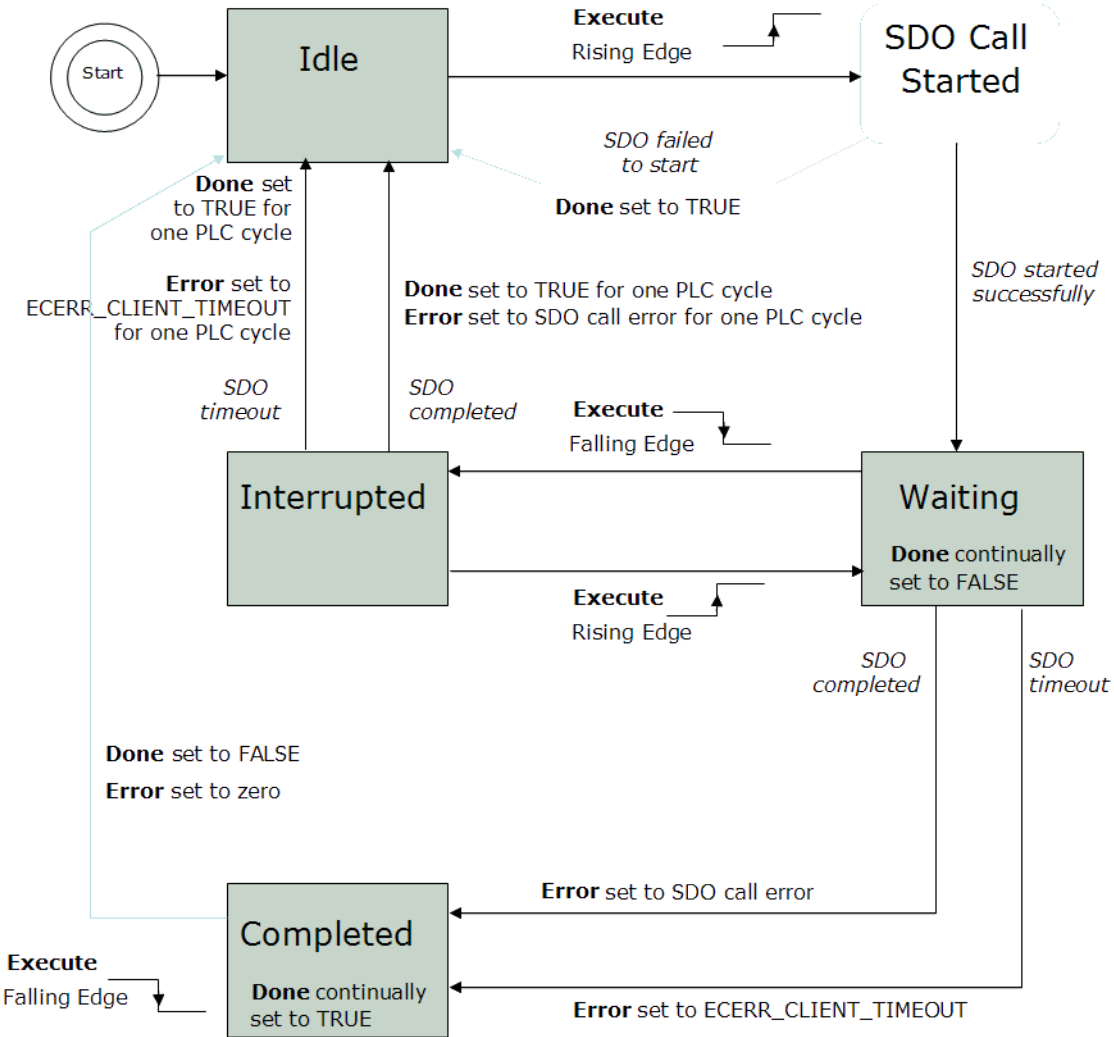 Start
Idle
Execute
Rising Edge
SDO Call
Started
SDO failed
to start
Done set to TRUE
Done set
to TRUE for
one PLC cycle
Error set to
ECERR_CLIENT_TIMEOUT
for one PLC cycle
Done set to TRUE for one PLC cycle
Error set to SDO call error for one PLC cycle
SDO started
successfully
SDO
timeout
SDO
completed
Execute
Falling Edge
Interrupted
Waiting
Done continually
set to FALSE
Execute
Rising Edge
SDO
completed
SDO
timeout
Done set to FALSE
Error set to zero
Error set to SDO call error
Completed
Done continually
set to TRUE
Execute
Falling Edge
Error set to ECERR_CLIENT_TIMEOUT